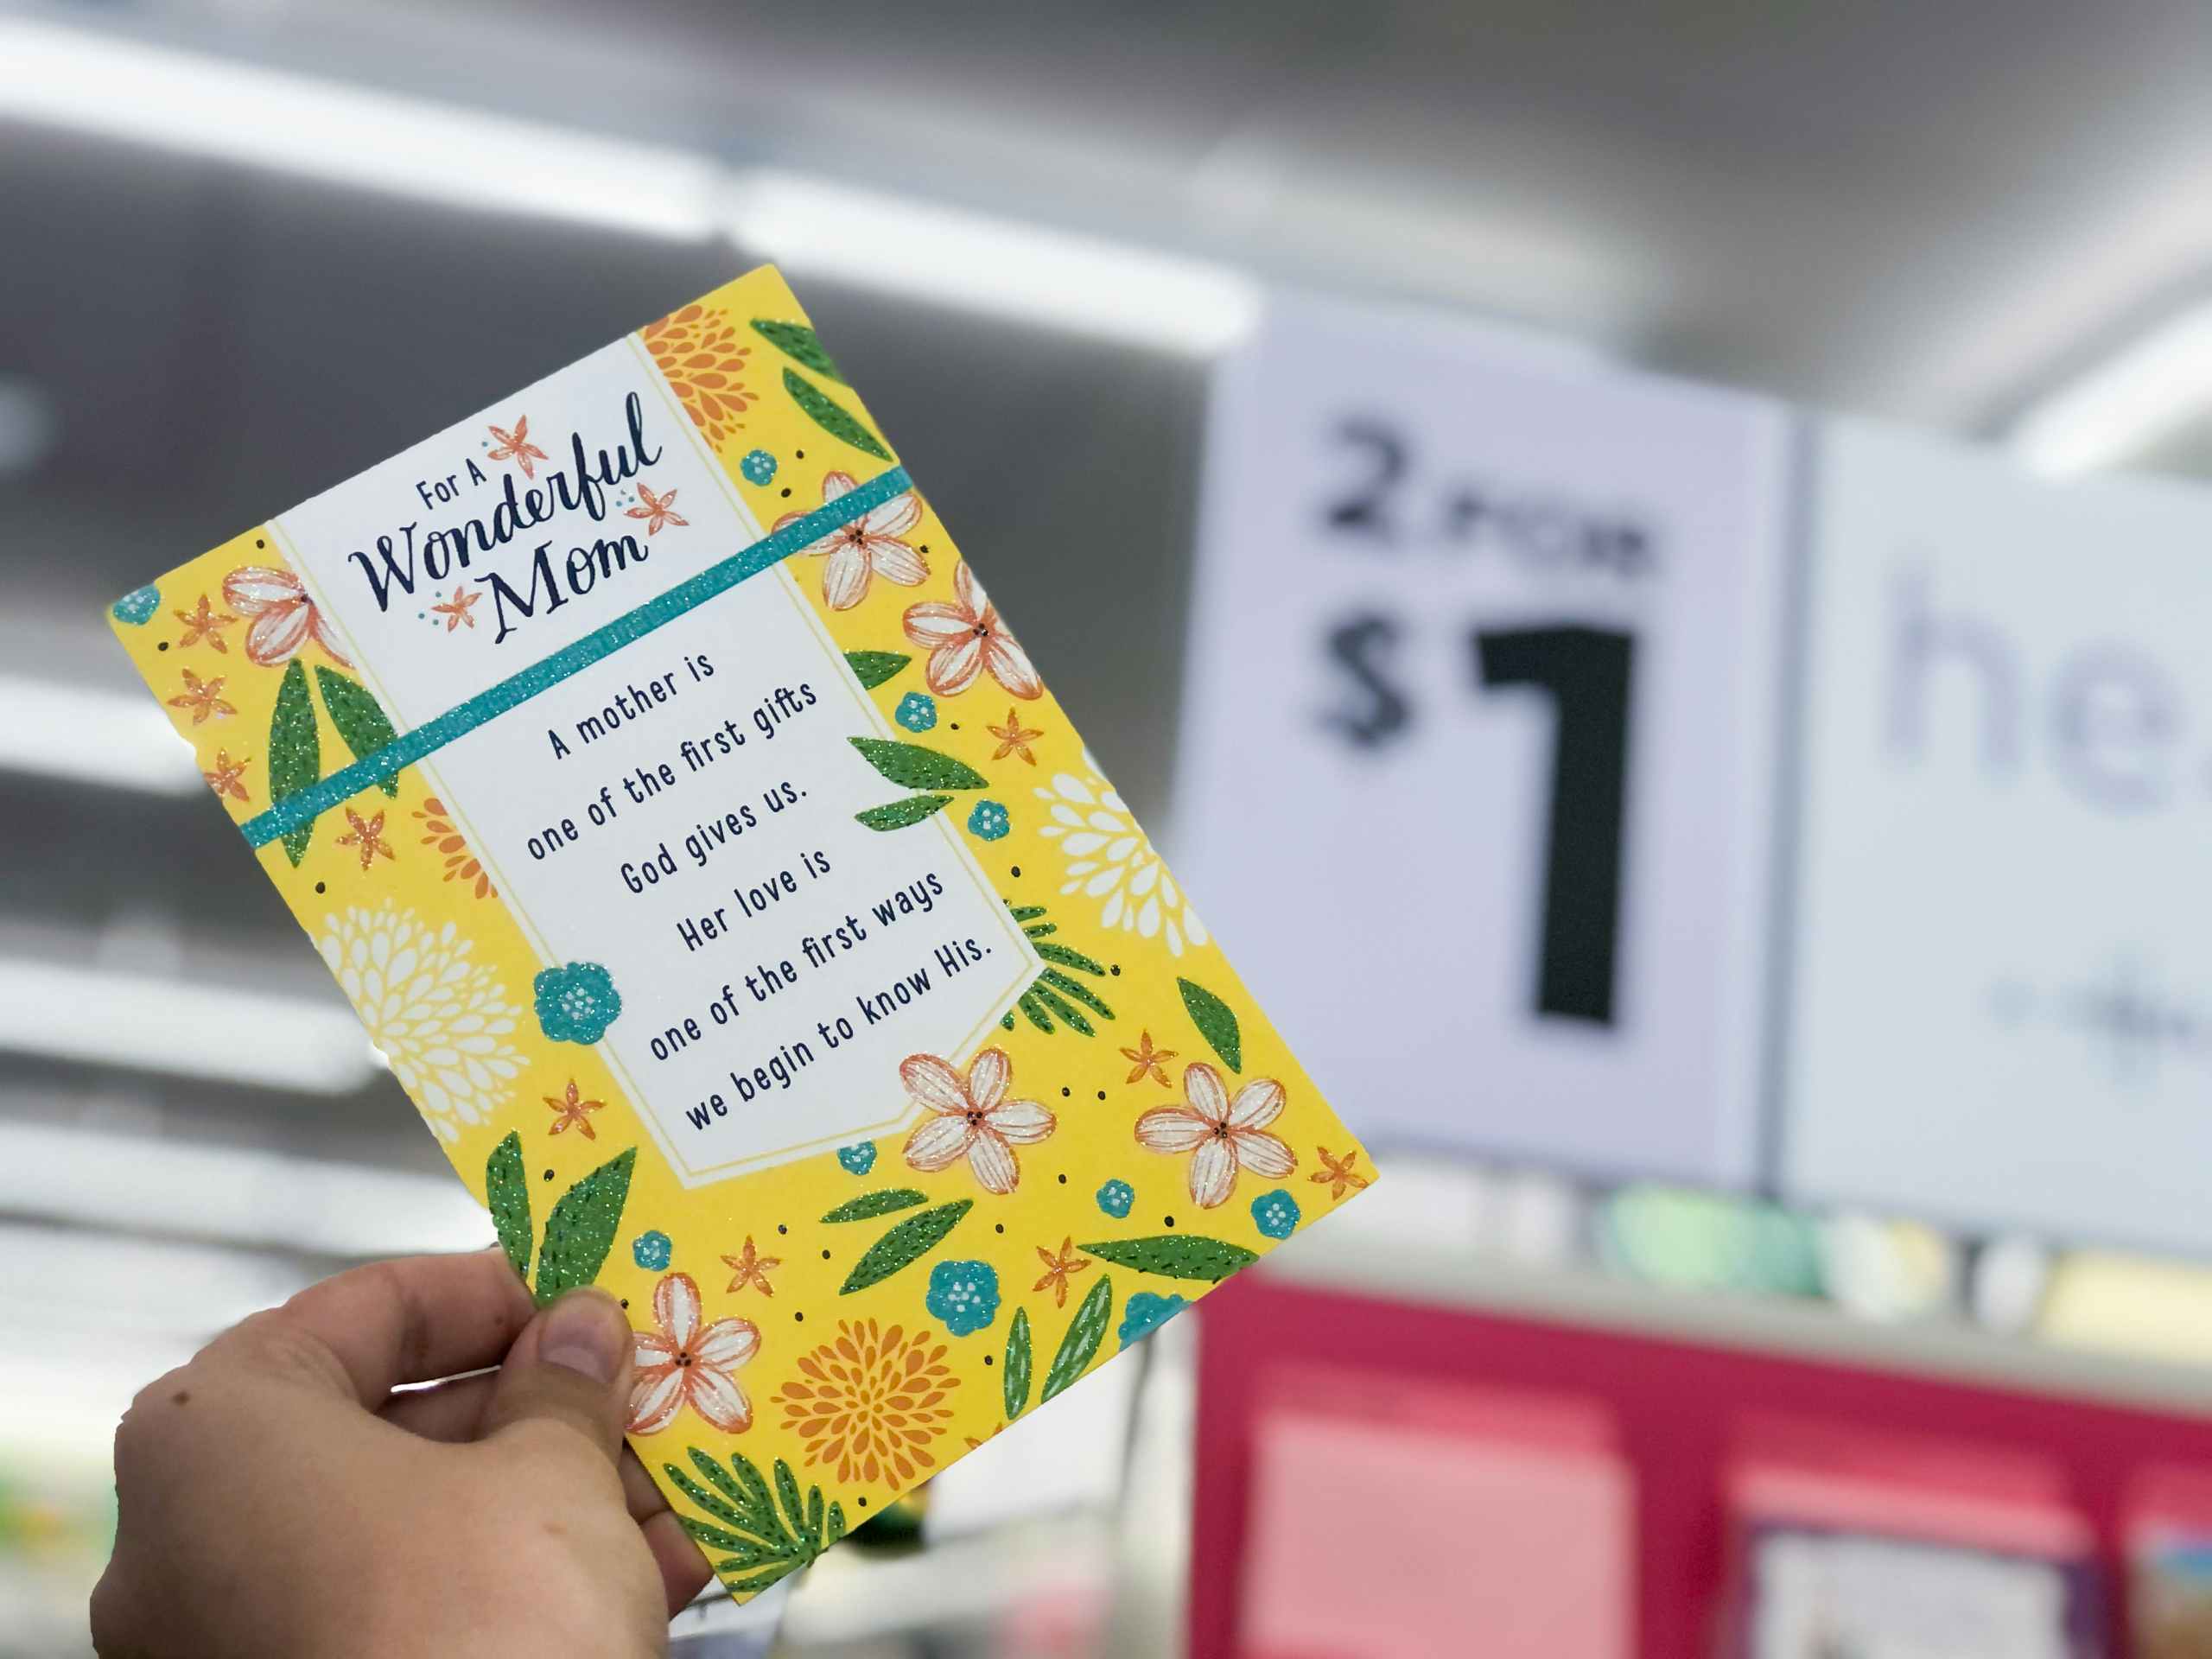 For A
Wonderful
Mom
A mother is
one of the first gifts
God gives us.
Her love is
one of the first ways
we begin to know His.
2 FOR
$1
he